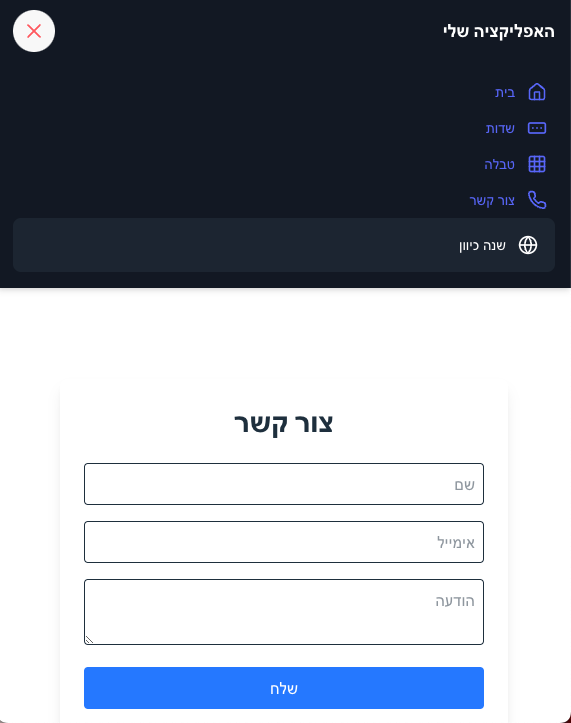 האפליקציה שלי
בית
שדות
טבלה
צור קשר
שנה כיוון
צור קשר
שם
אימייל
הודעה
שלח